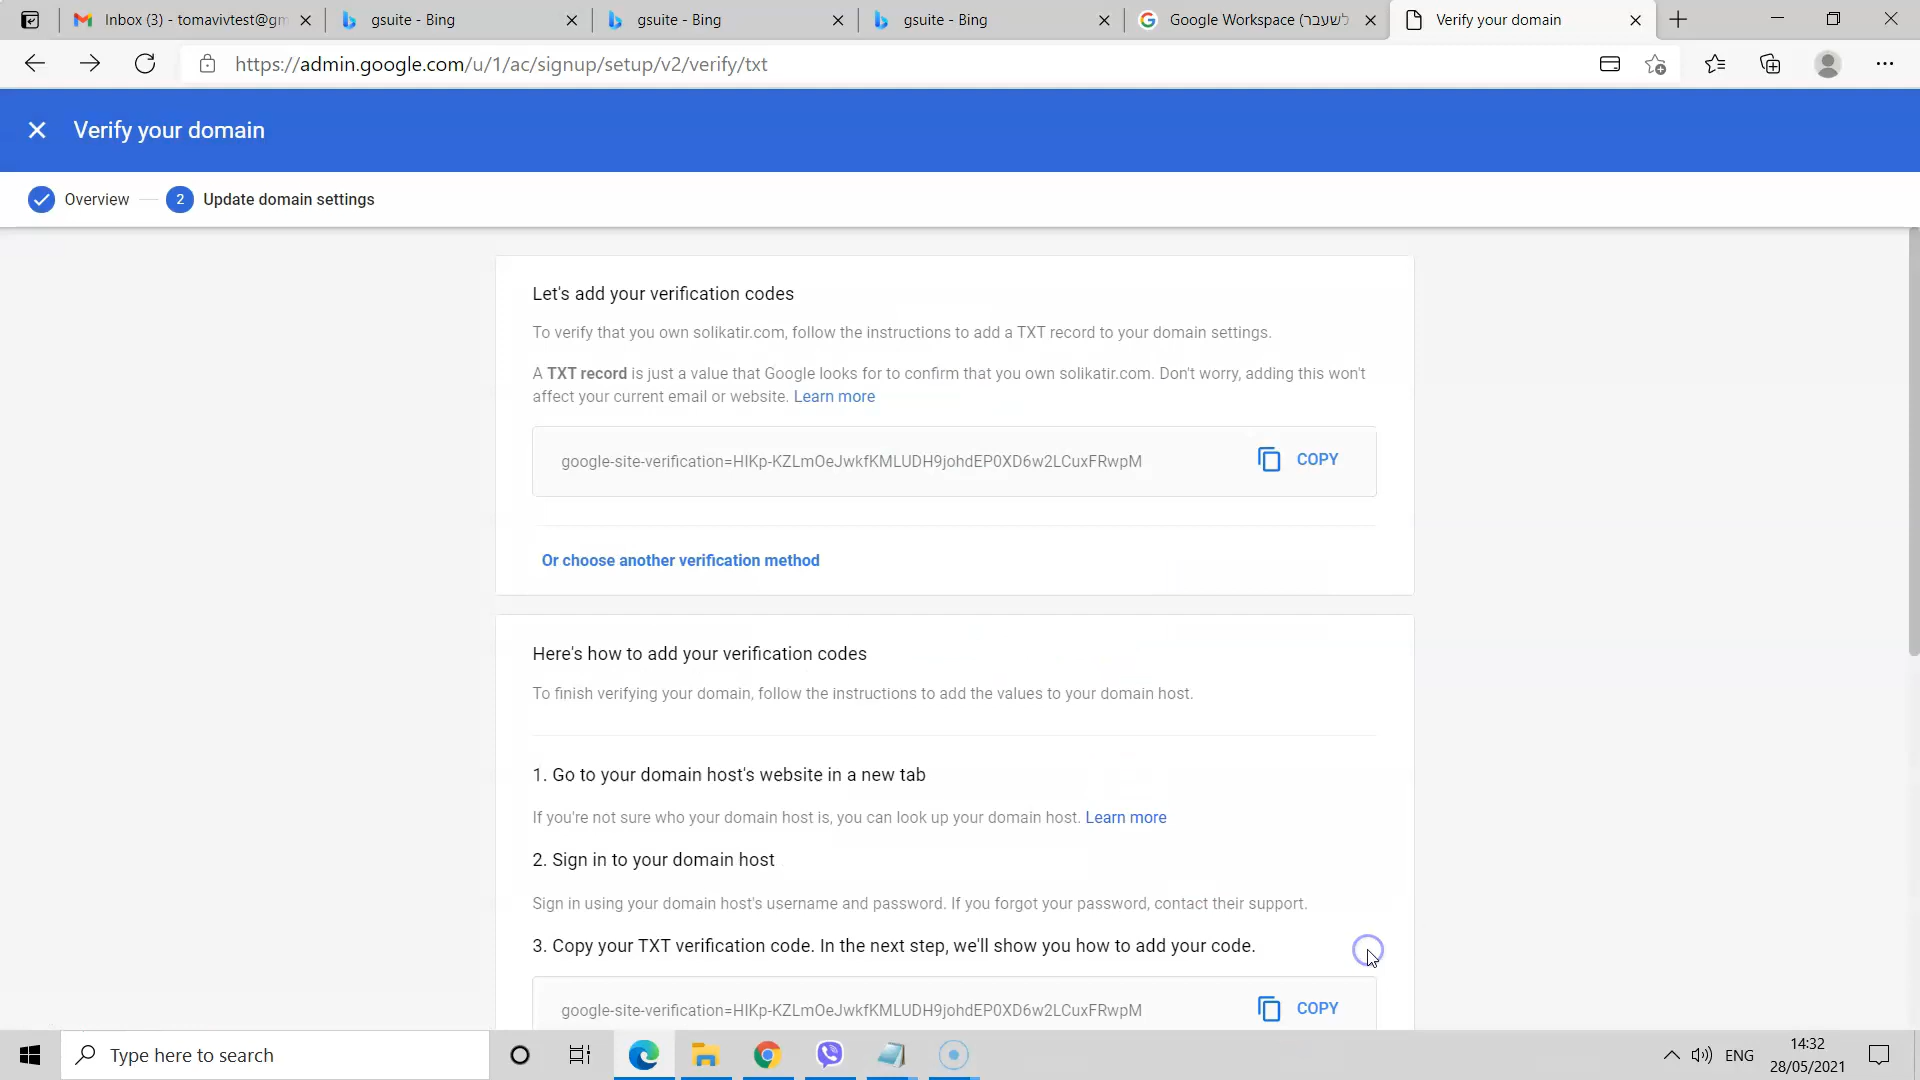 Inbox (3) - tomavivtest@gm
gsuite - Bing
gsuite - Bing
gsuite - Bing
Google Workspace (לשעבר
Verify your domain
https://admin.google.com/u/1/ac/signup/setup/v2/verify/txt
Verify your domain
Overview
2 Update domain settings
Let's add your verification codes
To verify that you own solikatir.com, follow the instructions to add a TXT record to your domain settings.
A TXT record is just a value that Google looks for to confirm that you own solikatir.com. Don't worry, adding this won't
affect your current email or website. Learn more
google-site-verification=HIKp-KZLmOeJwkfKMLUDH9johdEP0XD6w2LCuxFRwpM
COPY
Or choose another verification method
Here's how to add your verification codes
To finish verifying your domain, follow the instructions to add the values to your domain host.
1. Go to your domain host's website in a new tab
If you're not sure who your domain host is, you can look up your domain host. Learn more
2. Sign in to your domain host
Sign in using your domain host's username and password. If you forgot your password, contact their support.
3. Copy your TXT verification code. In the next step, we'll show you how to add your code.
google-site-verification=HIKp-KZLmOeJwkfKMLUDH9johdEP0XD6w2LCuxFRwpM
COPY
Type here to search
ENG
14:32
28/05/2021